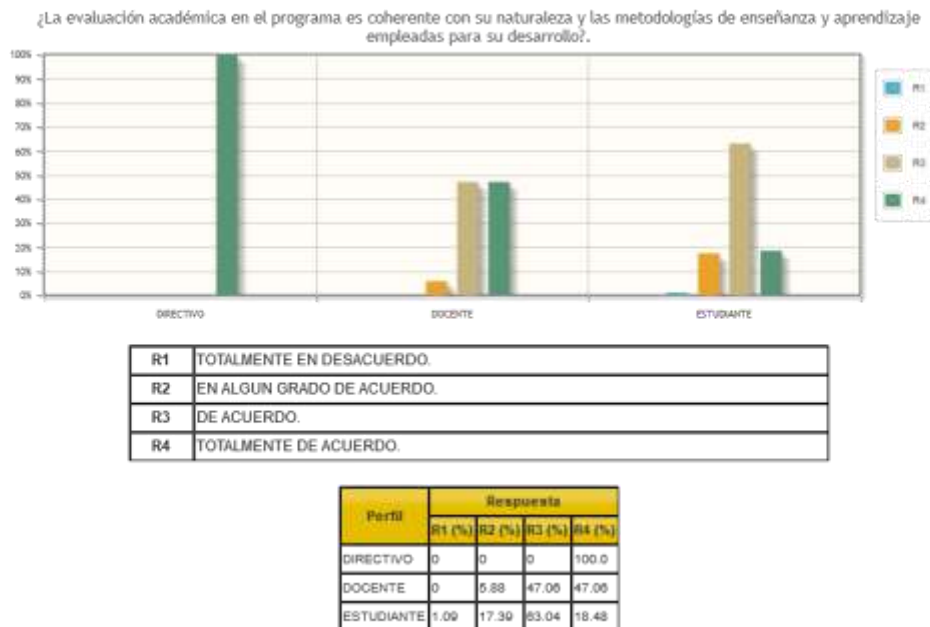 ¿La evaluación académica en el programa es coherente con su naturaleza y las metodologías de enseñanza y aprendizaje
empleadas para su desarrollo?.
100%
90%
80%
70%
60%
50%
40%
30%
20%
10%
0%
DIRECTIVO DOCENTE ESTUDIANTE
R1
R2
R3
R4
R1 TOTALMENTE EN DESACUERDO.
R2 EN ALGUN GRADO DE ACUERDO.
R3 DE ACUERDO.
R4 TOTALMENTE DE ACUERDO.
Perfil Respuesta
R1 (%) R2 (%) R3 (%) R4 (%)
DIRECTIVO 0 0 0 100.0
DOCENTE 0 5.88 47.06 47.06
ESTUDIANTE 1.09 17.39 63.04 18.48